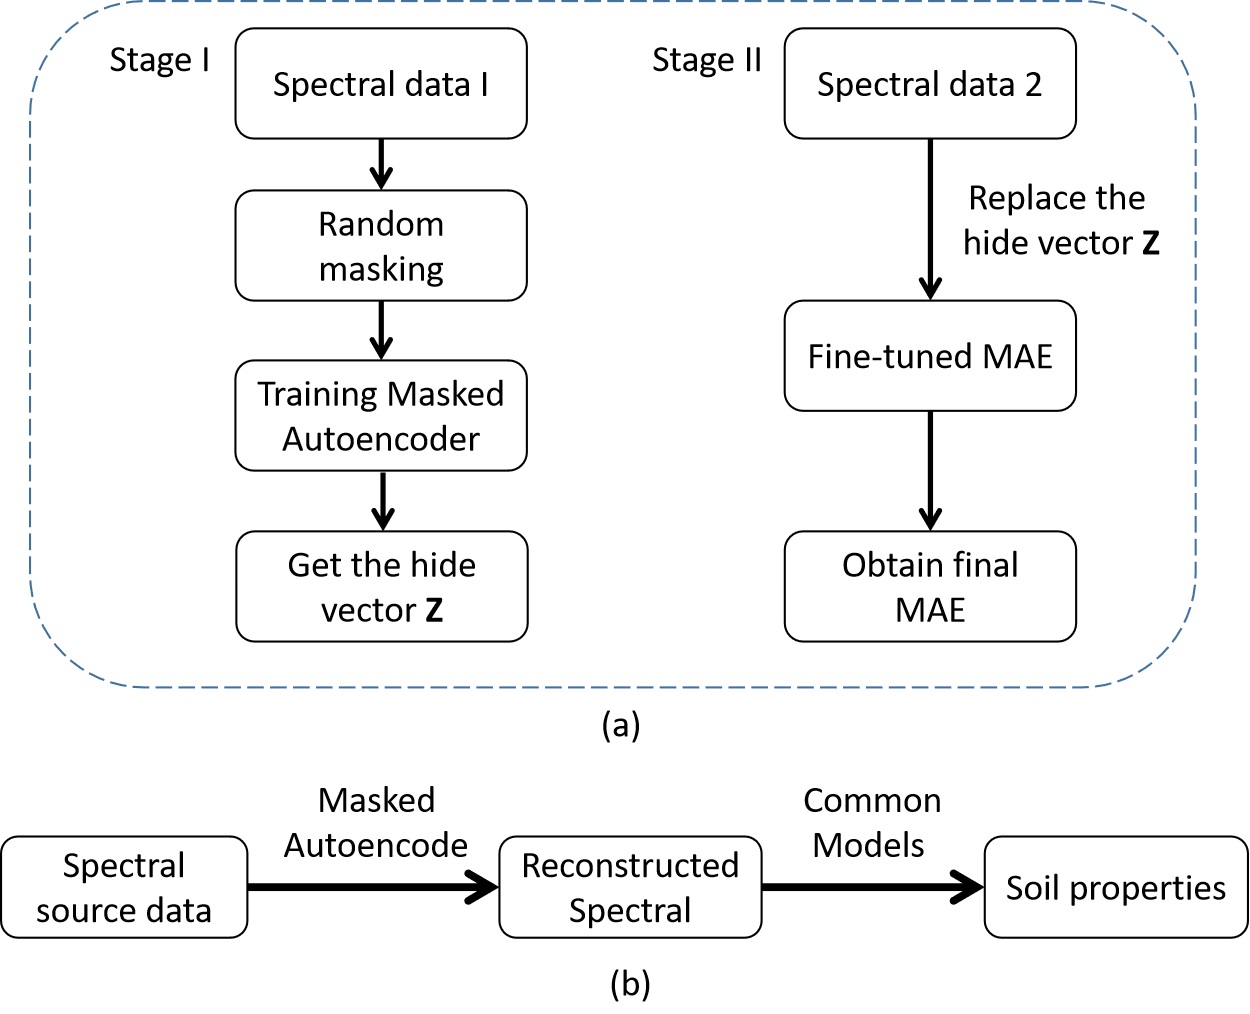 Stage I
Spectral data I
Random
masking
Training Masked
Autoencoder
Get the hide
vector Z
Stage II
Spectral data 2
Replace the
hide vector Z
Fine-tuned MAE
Obtain final
MAE
(a)
Spectral
source data
Masked
Autoencode
Reconstructed
Spectral
Common
Models
Soil properties
(b)